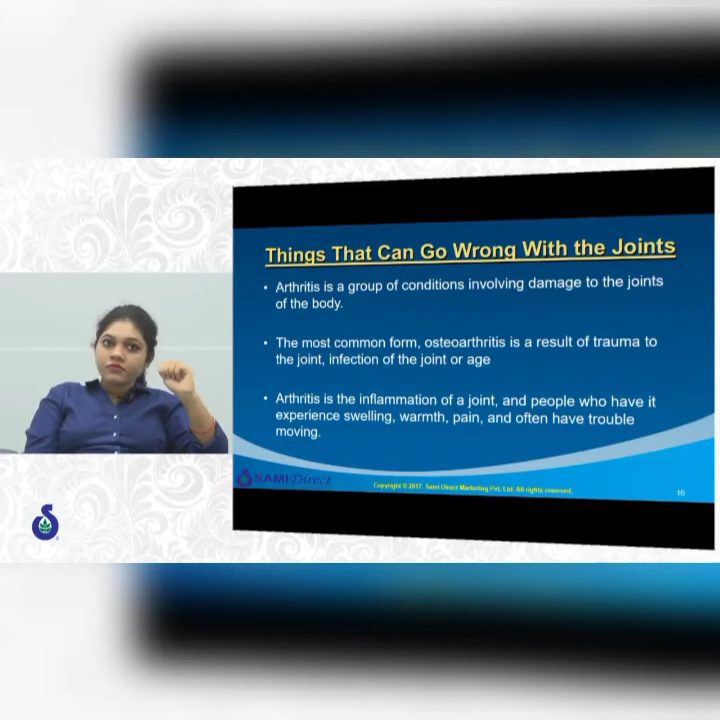 Things That Can Go Wrong With the Joints
• Arthritis is a group of conditions involving damage to the joints
of the body.
• The most common form, osteoarthritis is a result of trauma to
the joint, infection of the joint or age
• Arthritis is the inflammation of a joint, and people who have it
experience swelling, warmth, pain, and often have trouble
moving.
SAMI Direct
Copyright © 2017. Sami Direct Marketing Pvt. Ltd. All rights reserved.
16